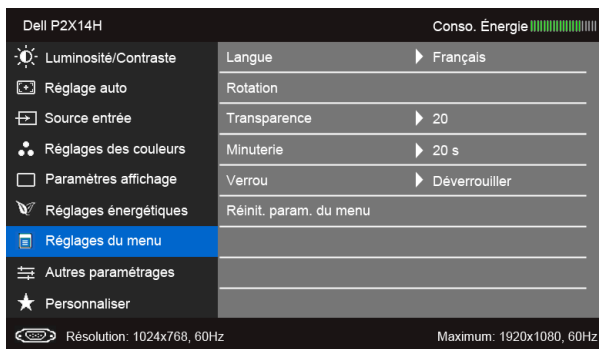 Dell P2X14H Conso. Énergie
Luminosité/Contraste Langue Français
Réglage auto Rotation
Source entrée Transparence 20
Réglages des couleurs Minuterie 20 s
Paramètres affichage Verrou Déverrouiller
Réglages énergétiques Réinit. param. du menu
Réglages du menu
Autres paramétrages
Personnaliser
Résolution: 1024x768, 60Hz Maximum: 1920x1080, 60Hz